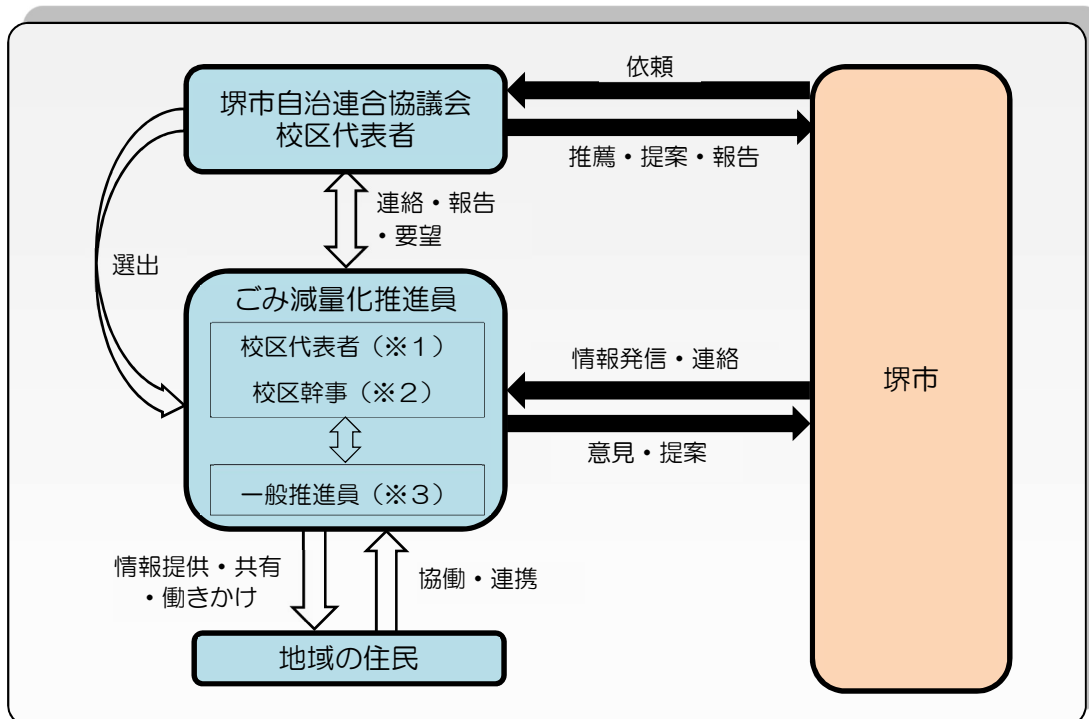 依頼
堺市自治連合協議会
校区代表者
推薦・提案・報告
連絡・報告
・要望
選出
ごみ減量化推進員
校区代表者（※１）
校区幹事（※２）
一般推進員（※３）
情報発信・連絡
意見・提案
堺市
情報提供・共有
・働きかけ
協働・連携
地域の住民